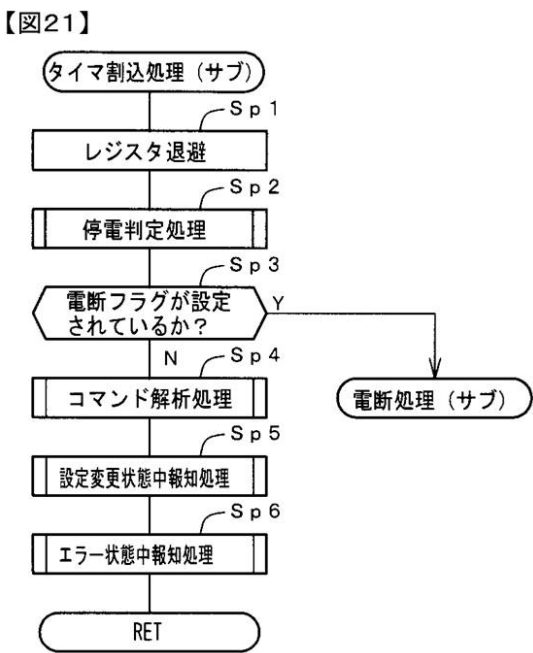 【図21】
タイマ割込処理（サブ）
Ｓｐ１
レジスタ退避
Ｓｐ２
停電判定処理
Ｓｐ３
電断フラグが設定
されているか？
Ｙ
Ｎ
Ｓｐ４
コマンド解析処理
電断処理（サブ）
Ｓｐ５
設定変更状態中報知処理
Ｓｐ６
エラー状態中報知処理
RET